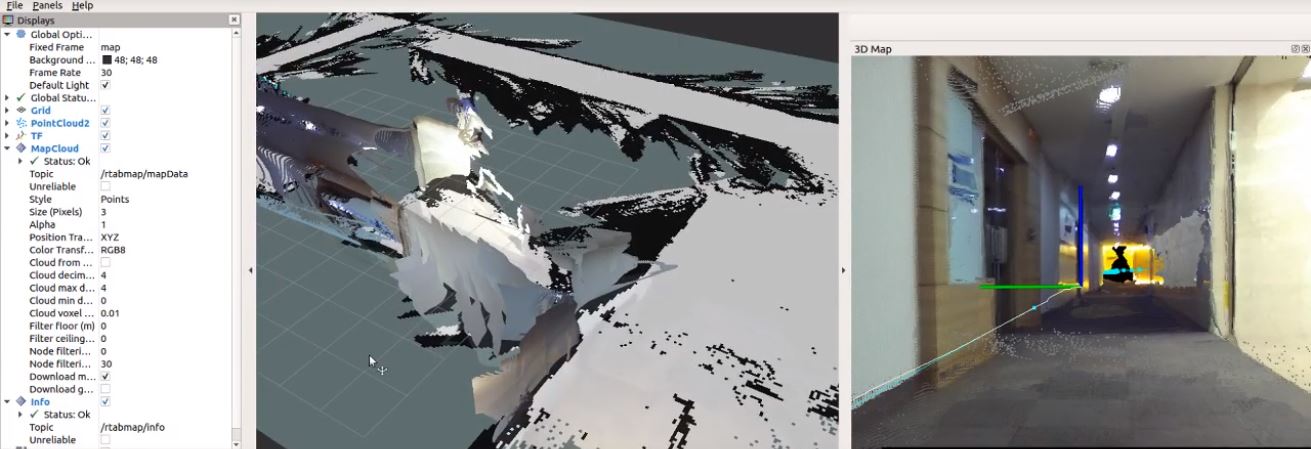 File Panels Help
Displays
Global Opti...
Fixed Frame map
Background ... 48; 48; 48
Frame Rate 30
Default Light
Global Statu...
Grid
PointCloud2
TF
MapCloud
Status: Ok
Topic /rtabmap/mapData
Unreliable
Style Points
Size (Pixels) 3
Alpha 1
Position Tra... XYZ
Color Transf... RGB8
Cloud from ...
Cloud decim... 4
Cloud max d... 4
Cloud min d... 0
Cloud voxel ... 0.01
Filter floor (m) 0
Filter ceiling... 0
Node filteri... 0
Node filteri... 30
Download m...
Download g...
Info
Status: Ok
Topic /rtabmap/info
Unreliable
3D Map